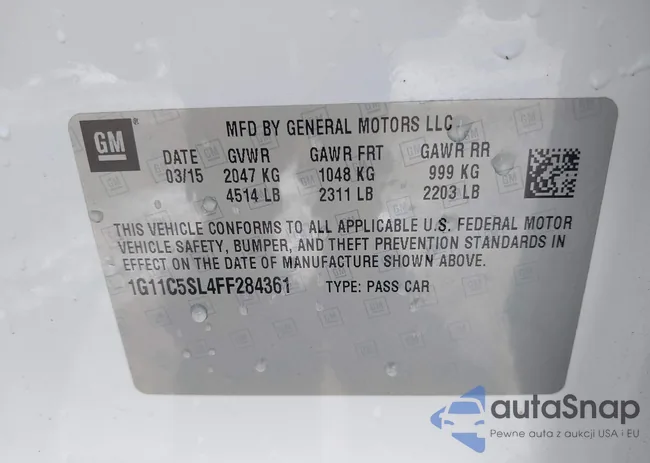 GM
MFD BY GENERAL MOTORS LLC
DATE GVWR GAWR FRT GAWR RR
03/15 2047 KG 1048 KG 999 KG
4514 LB 2311 LB 2203 LB
THIS VEHICLE CONFORMS TO ALL APPLICABLE U.S. FEDERAL MOTOR
VEHICLE SAFETY, BUMPER, AND THEFT PREVENTION STANDARDS IN
EFFECT ON THE DATE OF MANUFACTURE SHOWN ABOVE.
1G11C5SL4FF284361 TYPE: PASS CAR
autaSnap
Pewne auta z aukcji USA i EU